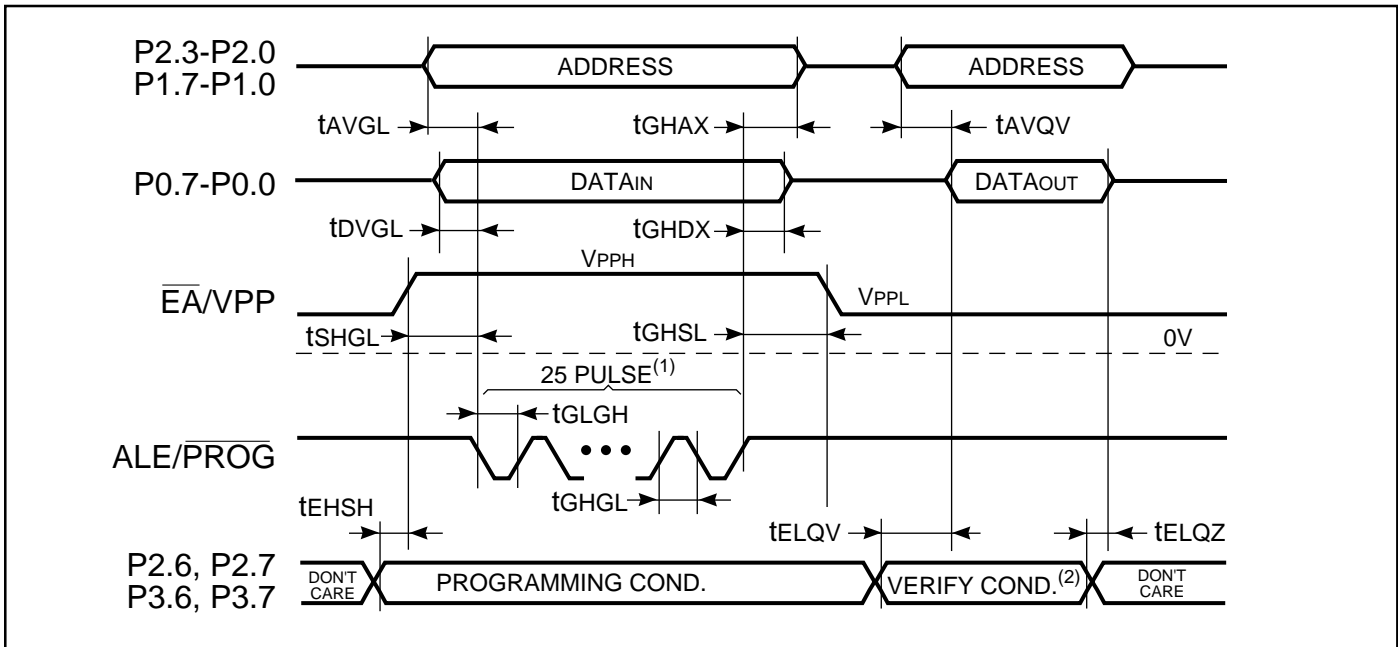 P2.3-P2.0
P1.7-P1.0
ADDRESS
ADDRESS
tAVGL
tGHAX
tAVQV
P0.7-P0.0
DATAIN
DATAOUT
tDVGL
tGHDX
VPPH
EA/VPP
VPPL
tSHGL
tGHSL
0V
25 PULSE(1)
tGLGH
ALE/PROG
tGHGL
tEHSH
tELQV
tELQZ
P2.6, P2.7
P3.6, P3.7
DON'T
CARE
PROGRAMMING COND.
VERIFY COND.(2)
DON'T
CARE